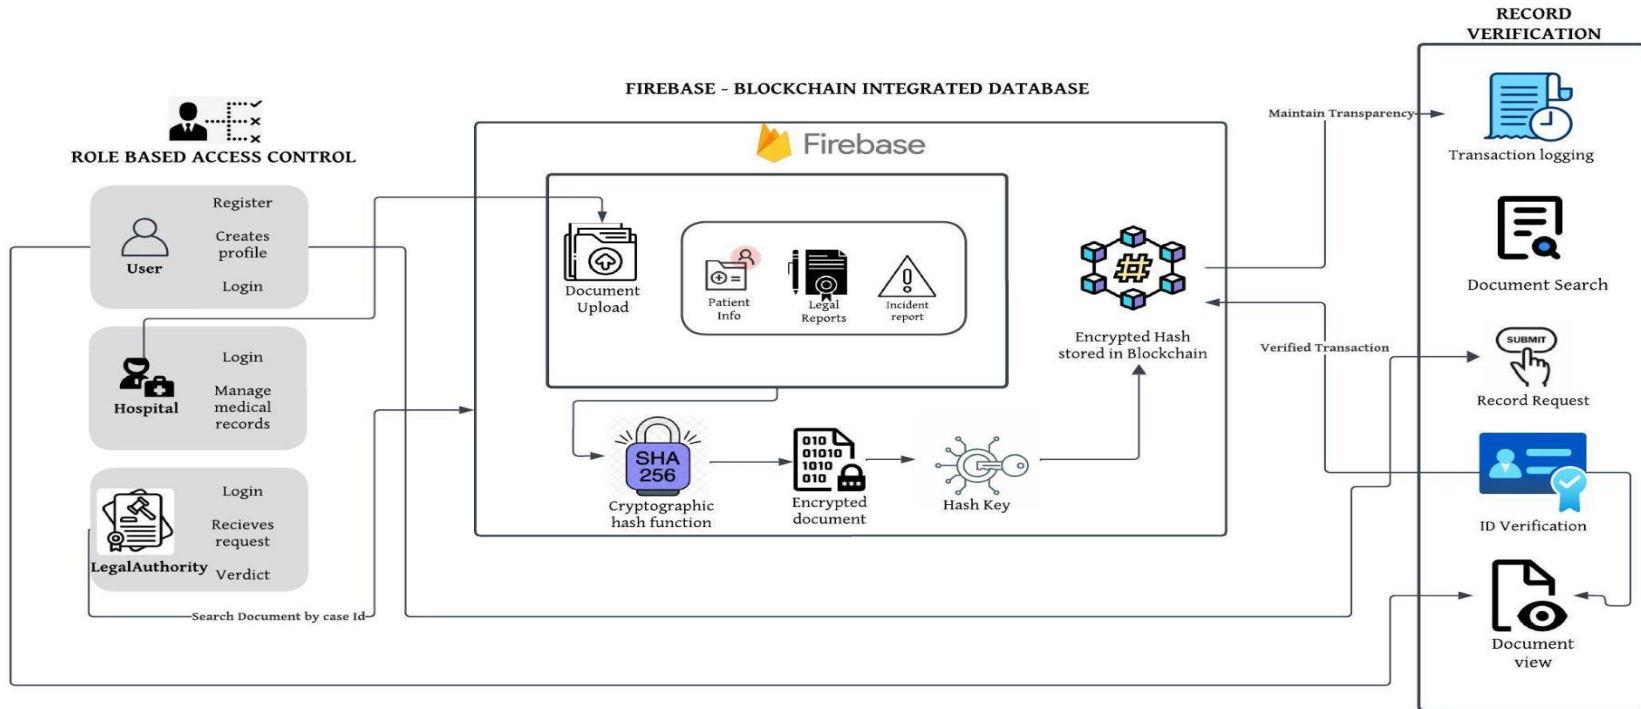 ROLE BASED ACCESS CONTROL
Register
Creates
profile
Login
User
Login
Manage
medical
records
Hospital
Login
Recieves
request
Verdict
LegalAuthority
Search Document by case Id
FIREBASE - BLOCKCHAIN INTEGRATED DATABASE
Firebase
Document
Upload
Patient
Info
Legal
Reports
Incident
report
#
Encrypted Hash
stored in Blockchain
SHA
256
Cryptographic
hash function
010
01010
1010
010
Encrypted
document
Hash Key
Maintain Transparency
Verified Transaction
RECORD
VERIFICATION
Transaction logging
Document Search
SUBMIT
Record Request
ID Verification
Document
view